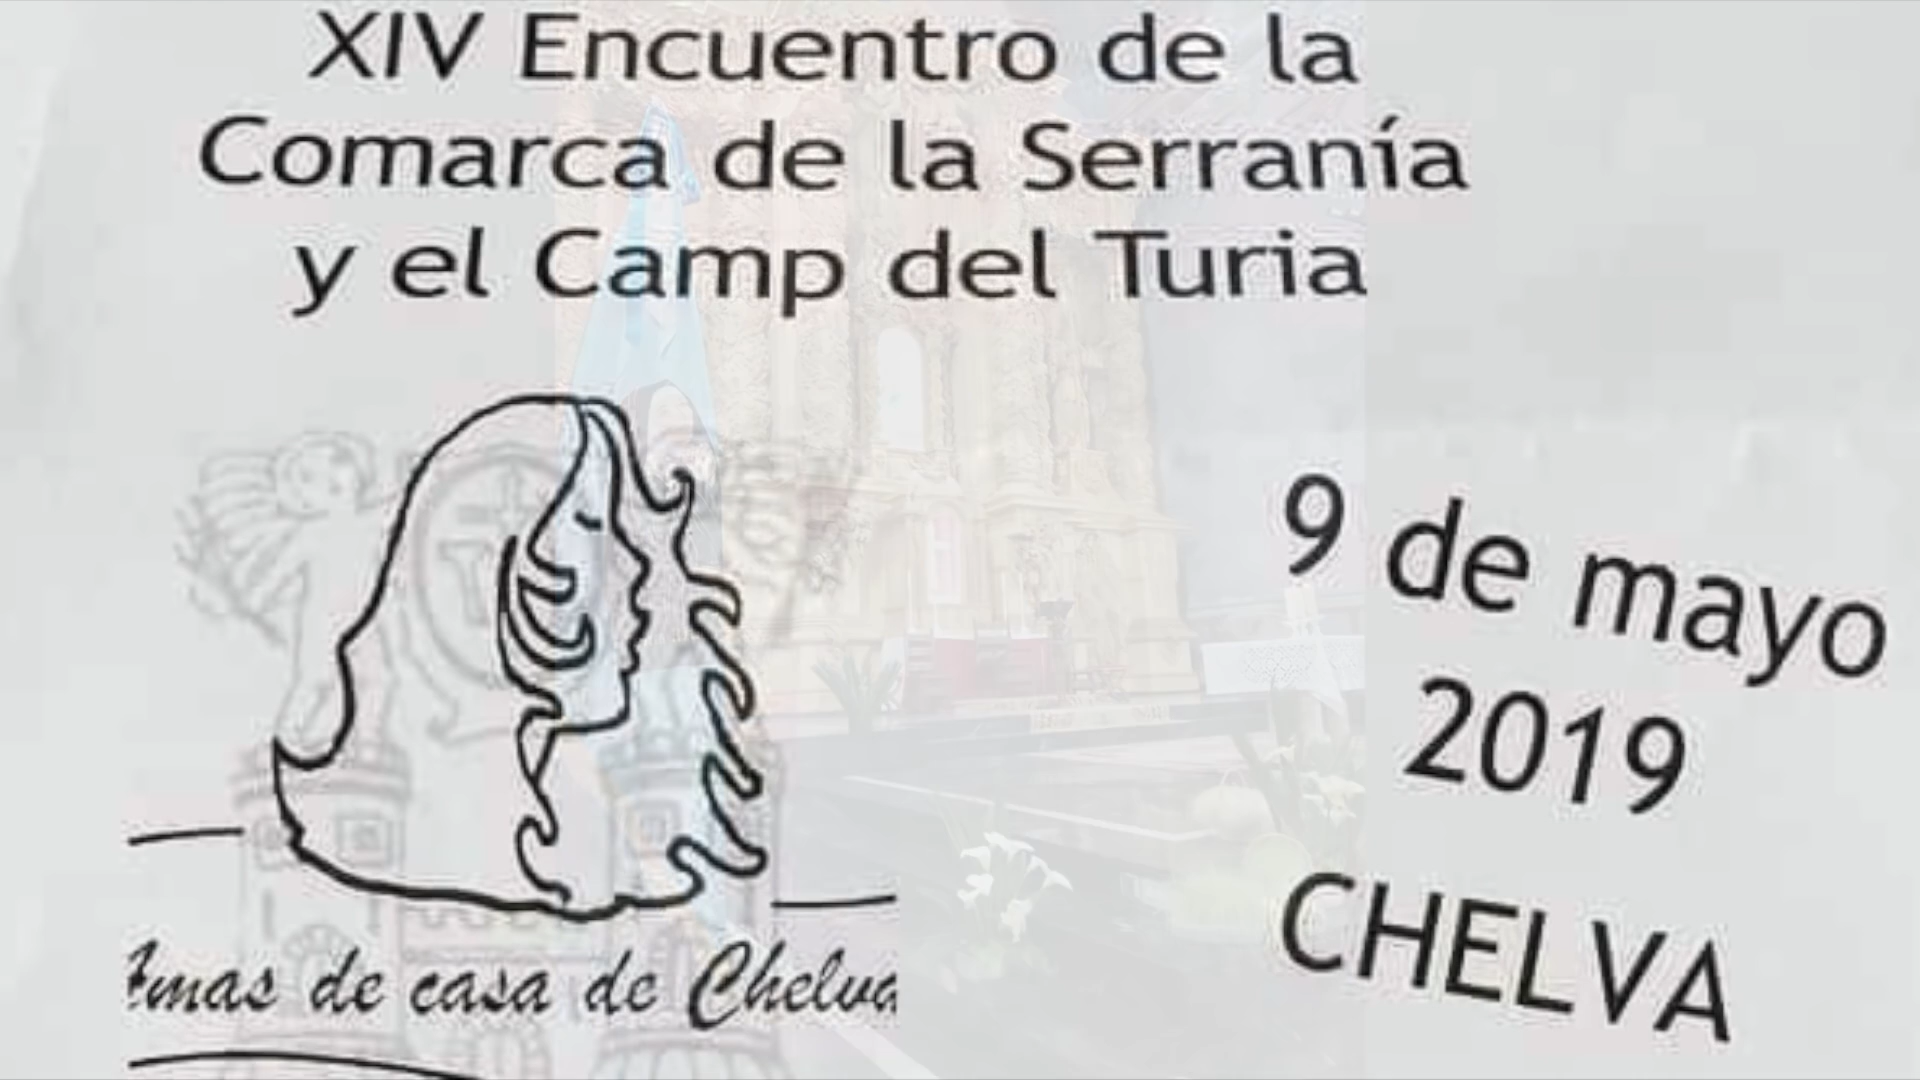 XIV Encuentro de la
Comarca de la Serranía
y el Camp del Turia
9 de mayo
2019
CHELVA
Amas de casa de Chelva